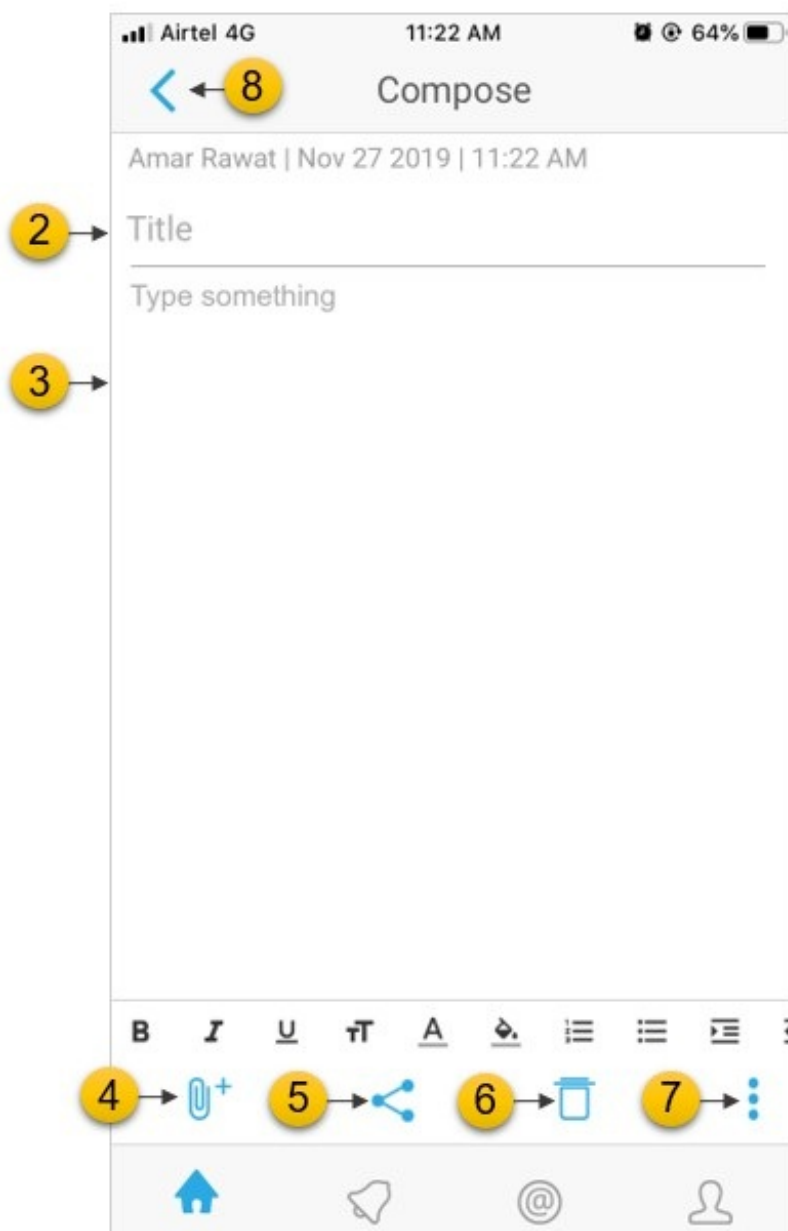 Airtel 4G 11:22 AM 64%
8 Compose
Amar Rawat | Nov 27 2019 | 11:22 AM
2 Title
Type something
3
B I U TT A
4 5 6 7
@